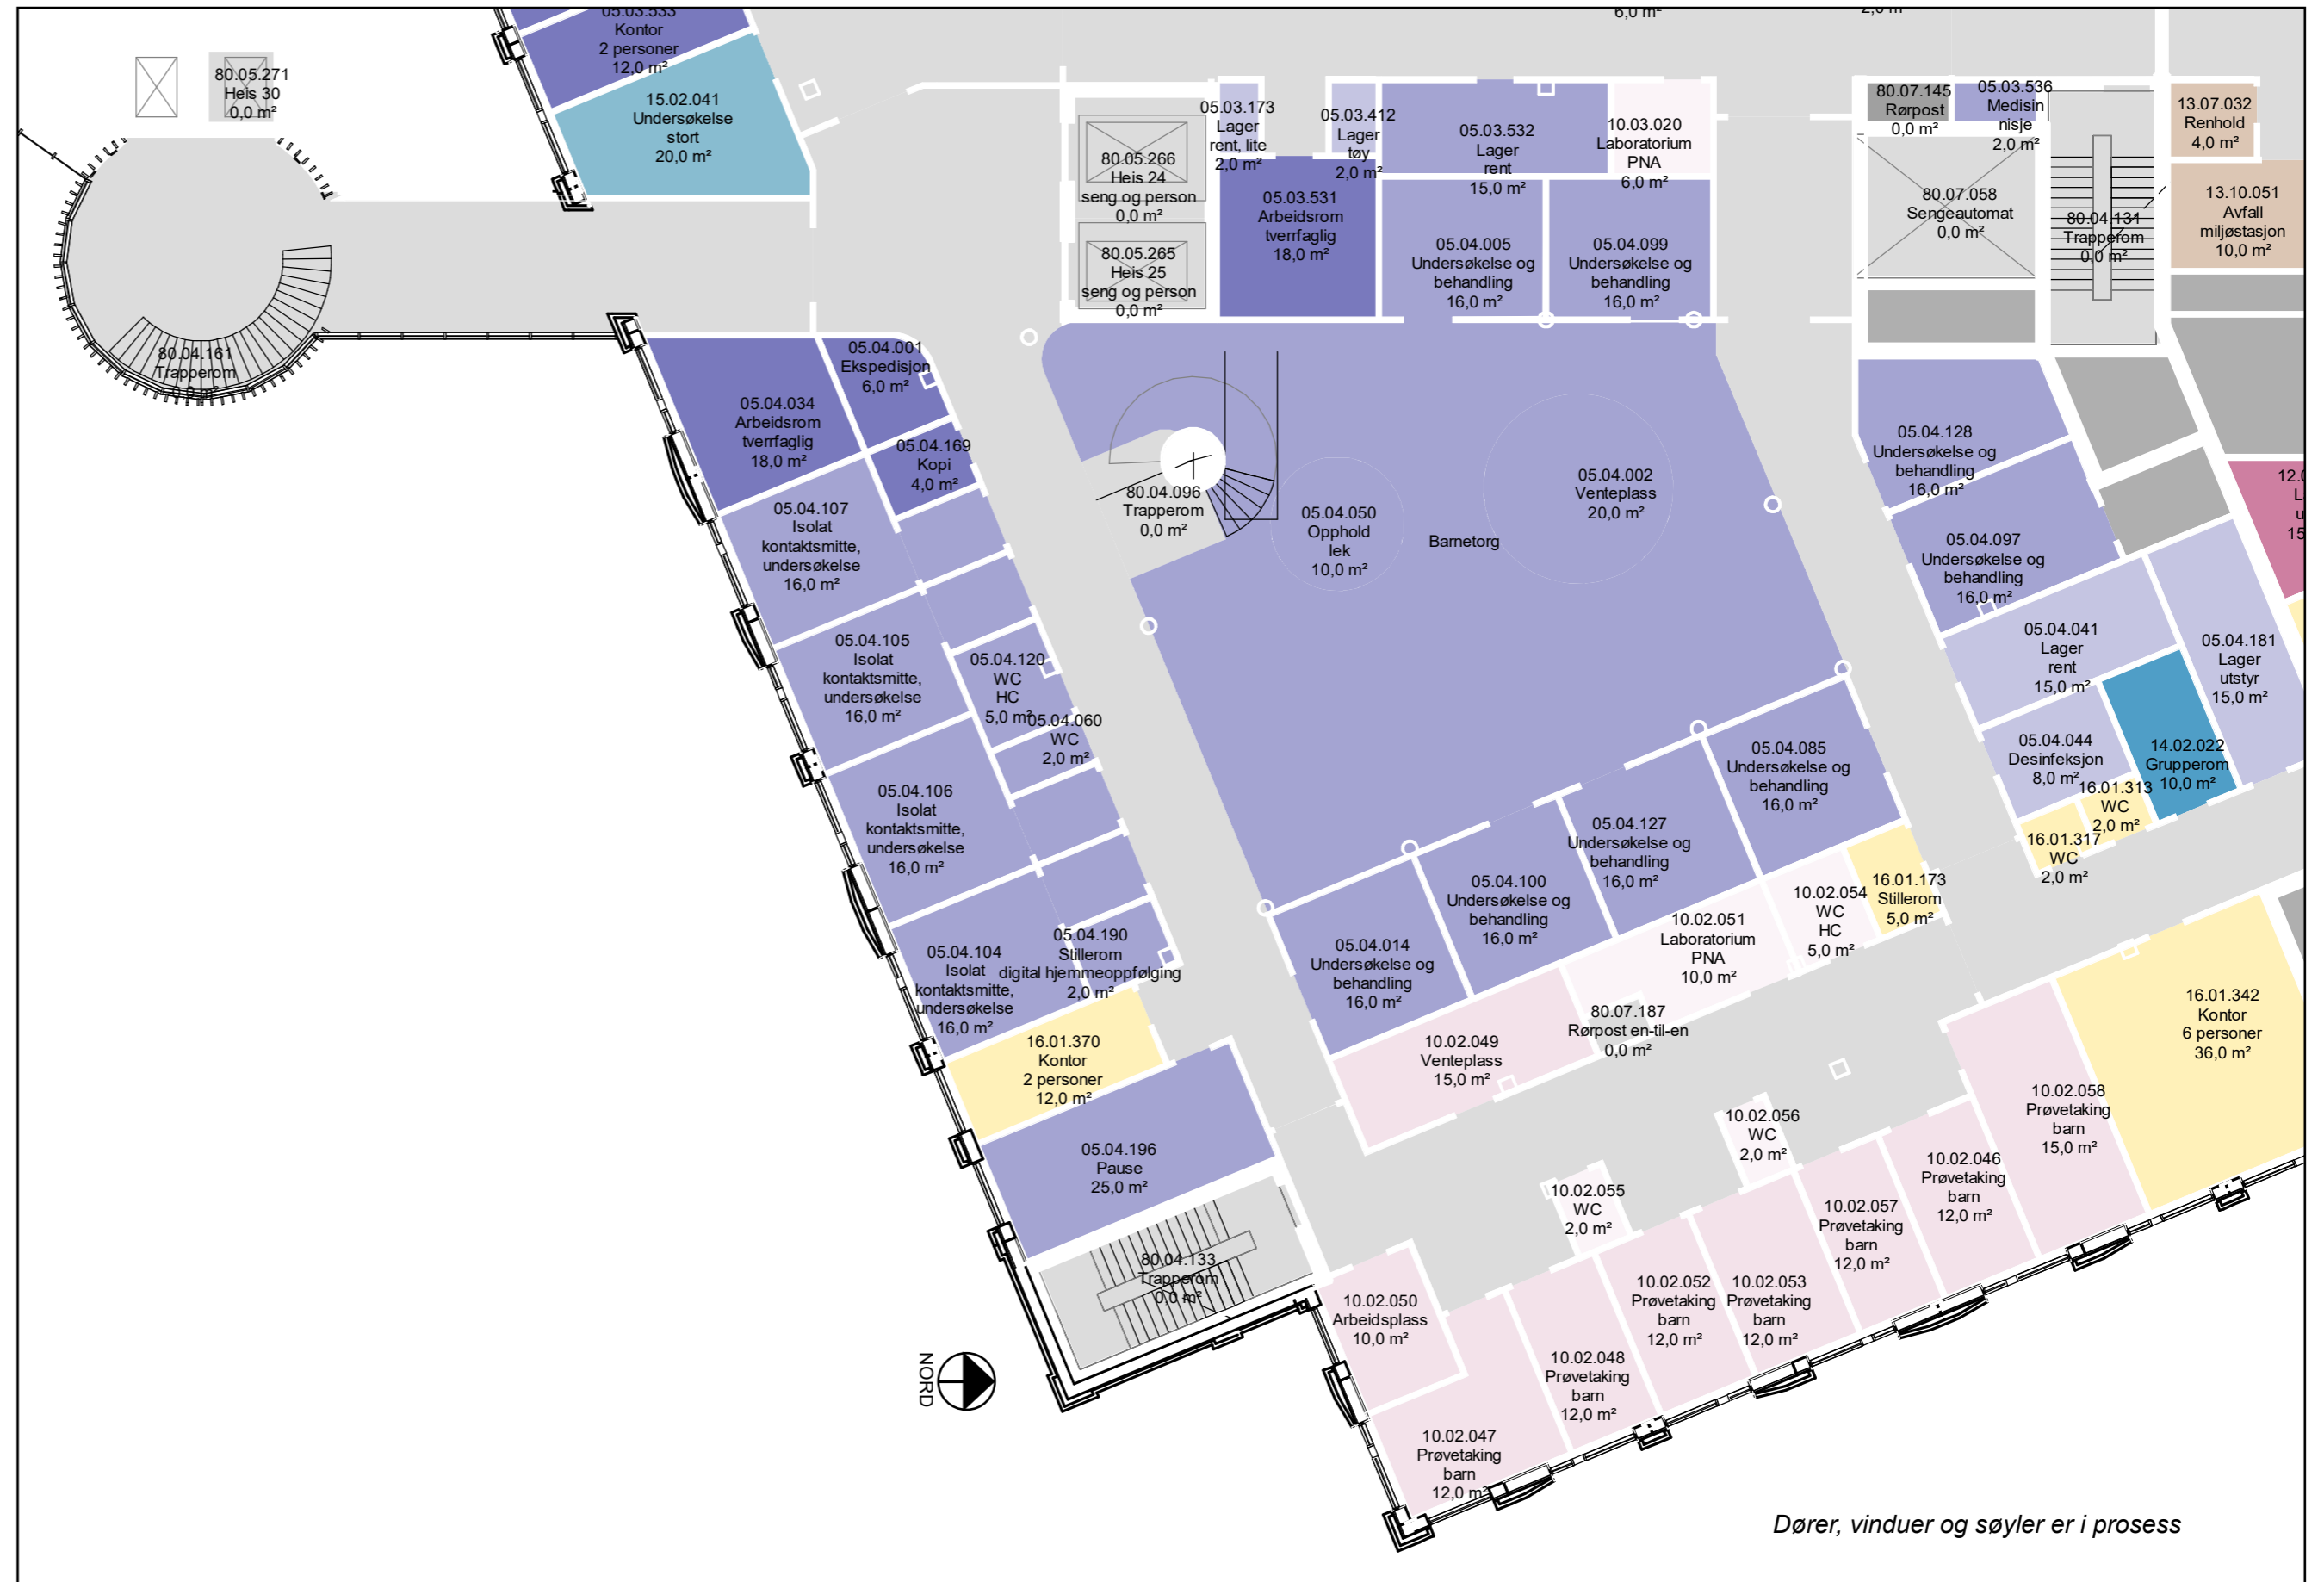 6,0 m²
2,0 m²
05.03.533
Kontor
2 personer
12,0 m²
80.05.271
Heis 30
0,0 m²
15.02.041
Undersøkelse
stort
20,0 m²
05.03.173
Lager
rent, lite
2,0 m²
05.03.412
Lager
tøy
2,0 m²
05.03.532
Lager
rent
15,0 m²
10.03.020
Laboratorium
PNA
6,0 m²
80.07.145
Rørpost
0,0 m²
05.03.536
Medisin
nisje
2,0 m²
13.07.032
Renhold
4,0 m²
80.05.266
Heis 24
seng og person
0,0 m²
05.03.531
Arbeidsrom
tverrfaglig
18,0 m²
80.07.058
Sengeautomat
0,0 m²
80.04.131
Trapperom
0,0 m²
13.10.051
Avfall
miljøstasjon
10,0 m²
80.05.265
Heis 25
seng og person
0,0 m²
05.04.005
Undersøkelse og
behandling
16,0 m²
05.04.099
Undersøkelse og
behandling
16,0 m²
80.04.161
Trapperom
0,0 m²
05.04.001
Ekspedisjon
6,0 m²
05.04.034
Arbeidsrom
tverrfaglig
18,0 m²
05.04.169
Kopi
4,0 m²
05.04.128
Undersøkelse og
behandling
16,0 m²
80.04.096
Trapperom
0,0 m²
05.04.050
Opphold
lek
10,0 m²
Barnetorg
05.04.002
Venteplass
20,0 m²
05.04.107
Isolat
kontaktsmitte,
undersøkelse
16,0 m²
05.04.097
Undersøkelse og
behandling
16,0 m²
05.04.105
Isolat
kontaktsmitte,
undersøkelse
16,0 m²
05.04.120
WC
HC
5,0 m²
05.04.060
WC
2,0 m²
05.04.041
Lager
rent
15,0 m²
05.04.181
Lager
utstyr
15,0 m²
05.04.044
Desinfeksjon
8,0 m²
14.02.022
Grupperom
10,0 m²
16.01.313
WC
2,0 m²
16.01.317
WC
2,0 m²
05.04.106
Isolat
kontaktsmitte,
undersøkelse
16,0 m²
05.04.085
Undersøkelse og
behandling
16,0 m²
05.04.127
Undersøkelse og
behandling
16,0 m²
05.04.100
Undersøkelse og
behandling
16,0 m²
05.04.014
Undersøkelse og
behandling
16,0 m²
10.02.051
Laboratorium
PNA
10,0 m²
10.02.054
WC
HC
5,0 m²
16.01.173
Stillerom
5,0 m²
05.04.104
Isolat
kontaktsmitte,
undersøkelse
16,0 m²
05.04.190
Stillerom
digital hjemmeoppfølging
2,0 m²
80.07.187
Rørpost en-til-en
0,0 m²
16.01.342
Kontor
6 personer
36,0 m²
16.01.370
Kontor
2 personer
12,0 m²
10.02.049
Venteplass
15,0 m²
10.02.058
Prøvetaking
barn
15,0 m²
05.04.196
Pause
25,0 m²
10.02.056
WC
2,0 m²
10.02.055
WC
2,0 m²
10.02.046
Prøvetaking
barn
12,0 m²
10.02.057
Prøvetaking
barn
12,0 m²
80.04.133
Trapperom
0,0 m²
10.02.050
Arbeidsplass
10,0 m²
10.02.052
Prøvetaking
barn
12,0 m²
10.02.053
Prøvetaking
barn
12,0 m²
10.02.048
Prøvetaking
barn
12,0 m²
10.02.047
Prøvetaking
barn
12,0 m²
NORD
Dører, vinduer og søyler er i prosess